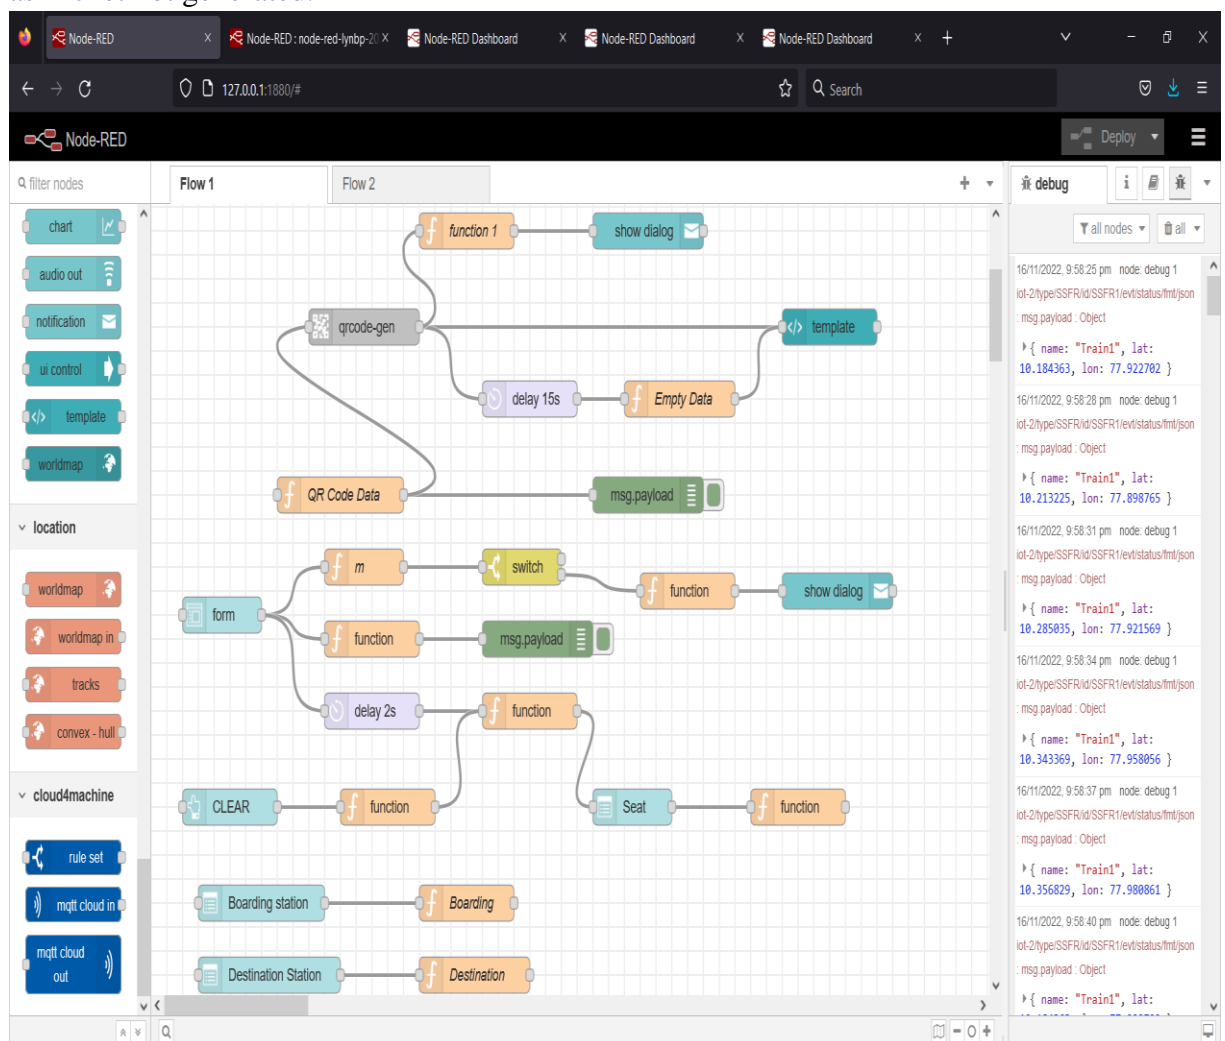 Node-RED
Node-RED : node-red-lynbp-20
Node-RED Dashboard
Node-RED Dashboard
Node-RED Dashboard
127.0.0.1:1880/#
Search
Node-RED
Deploy
filter nodes
chart
audio out
notification
ui control
template
worldmap
location
worldmap
worldmap in
tracks
convex - hull
cloud4machine
rule set
mqtt cloud in
mqtt cloud
out
Flow 1
Flow 2
function 1
show dialog
qrcode-gen
template
delay 15s
Empty Data
QR Code Data
msg.payload
m
switch
form
function
show dialog
function
msg.payload
delay 2s
function
CLEAR
function
Seat
function
Boarding station
Boarding
Destination Station
Destination
debug
i
all nodes
all
16/11/2022, 9:58:25 pm node: debug 1
iot-2/type/SSFR/id/SSFR1/evt/status/fmt/json
: msg.payload : Object
{ name: "Train1", lat:
10.184363, lon: 77.922702 }
16/11/2022, 9:58:28 pm node: debug 1
iot-2/type/SSFR/id/SSFR1/evt/status/fmt/json
: msg.payload : Object
{ name: "Train1", lat:
10.213225, lon: 77.898765 }
16/11/2022, 9:58:31 pm node: debug 1
iot-2/type/SSFR/id/SSFR1/evt/status/fmt/json
: msg.payload : Object
{ name: "Train1", lat:
10.285035, lon: 77.921569 }
16/11/2022, 9:58:34 pm node: debug 1
iot-2/type/SSFR/id/SSFR1/evt/status/fmt/json
: msg.payload : Object
{ name: "Train1", lat:
10.343369, lon: 77.958056 }
16/11/2022, 9:58:37 pm node: debug 1
iot-2/type/SSFR/id/SSFR1/evt/status/fmt/json
: msg.payload : Object
{ name: "Train1", lat:
10.356829, lon: 77.980861 }
16/11/2022, 9:58:40 pm node: debug 1
iot-2/type/SSFR/id/SSFR1/evt/status/fmt/json
: msg.payload : Object
{ name: "Train1", lat: